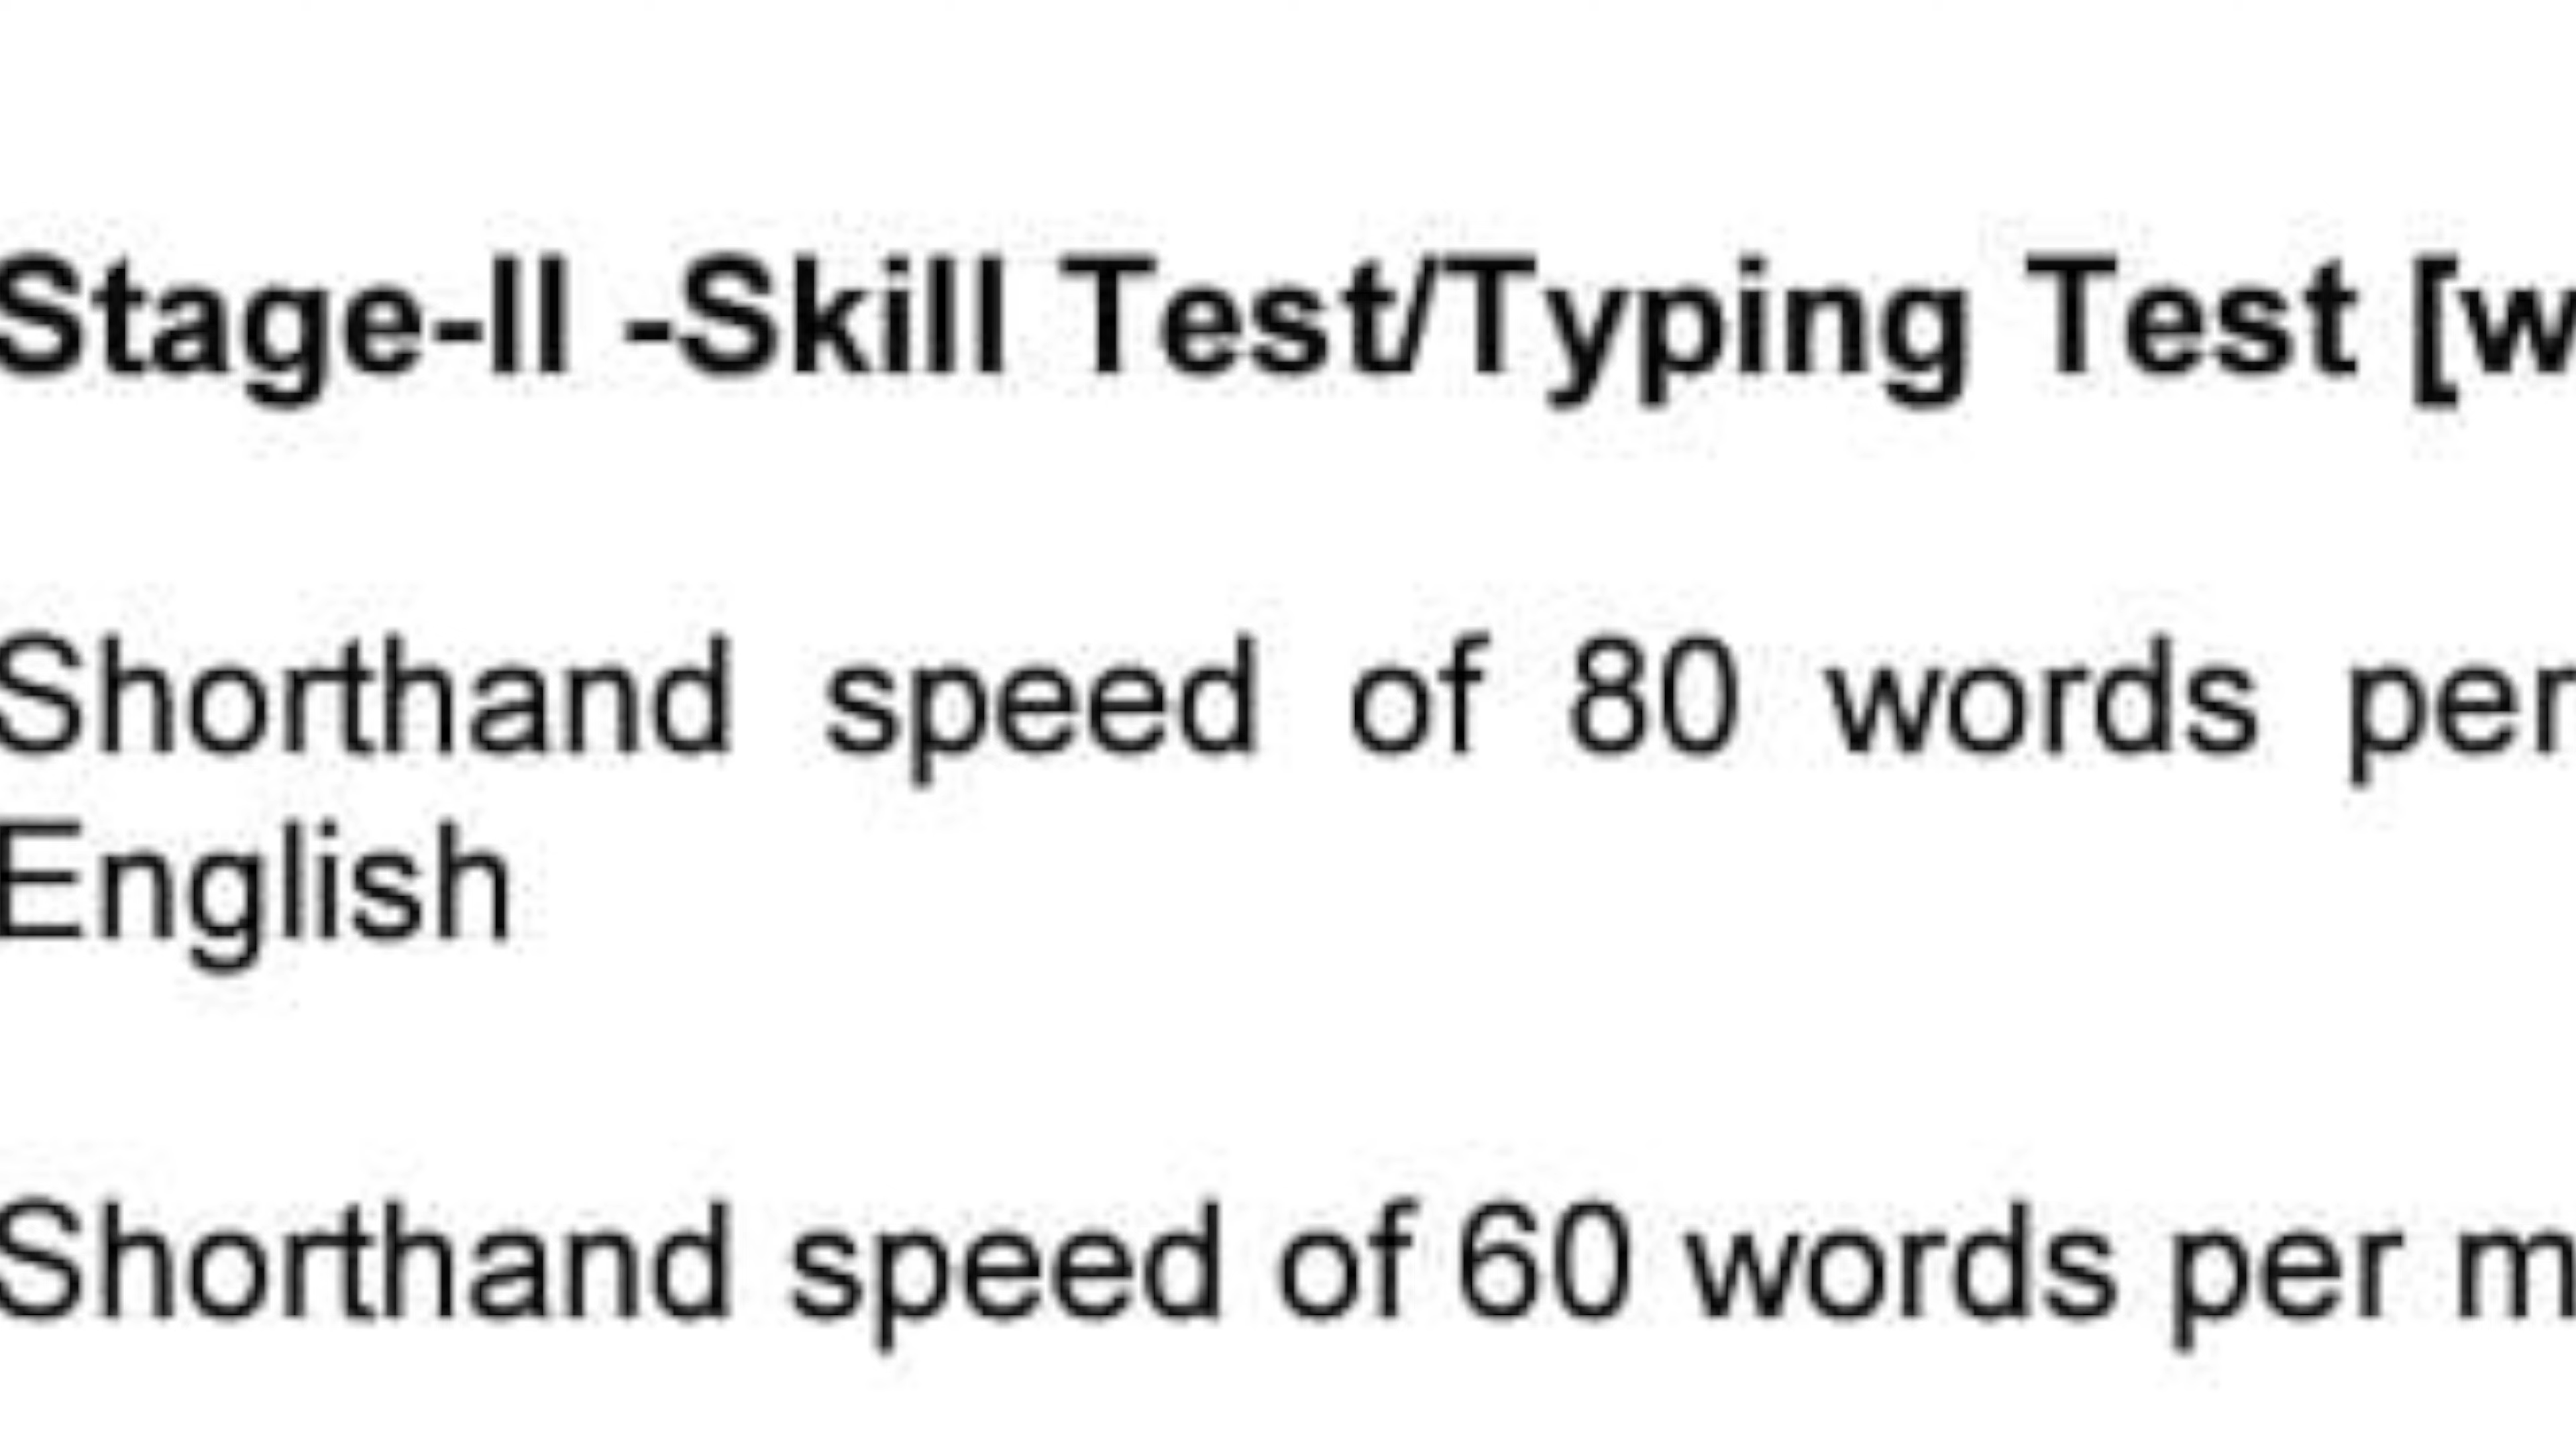 Stage-II -Skill Test/Typing Test [w
Shorthand speed of 80 words per
English
Shorthand speed of 60 words per m